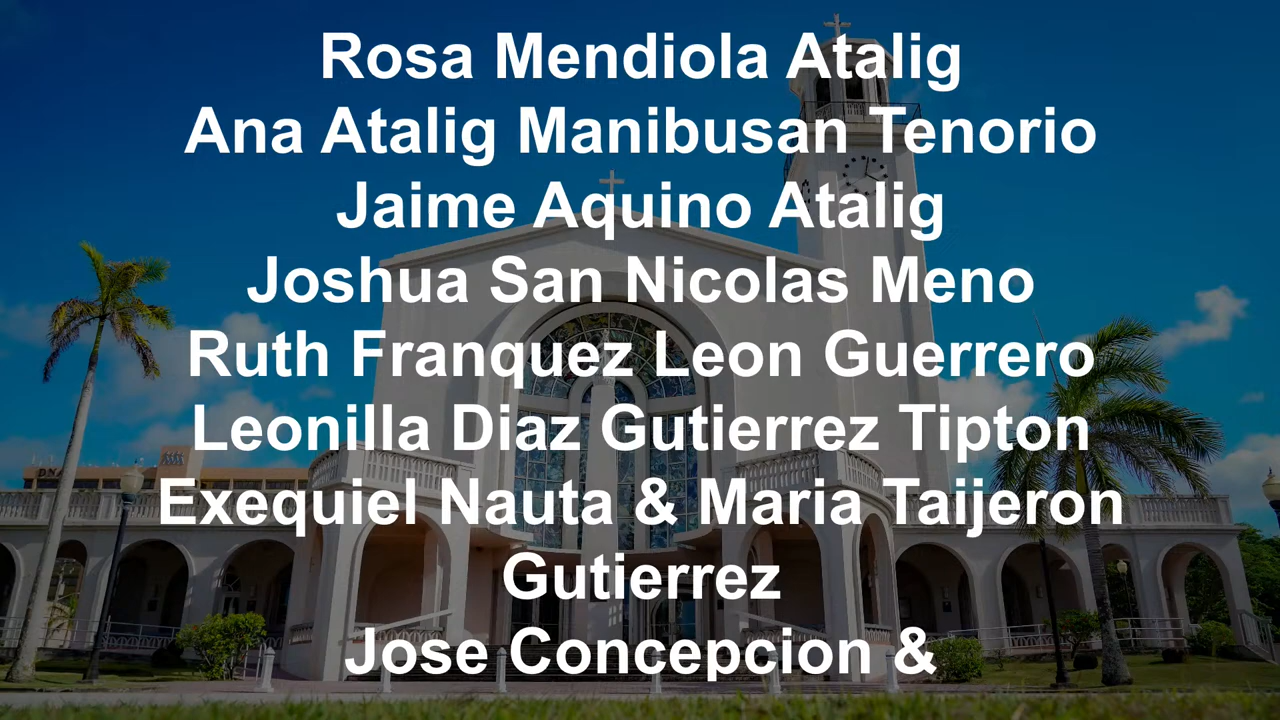 Rosa Mendiola Atalig
Ana Atalig Manibusan Tenorio
Jaime Aquino Atalig
Joshua San Nicolas Meno
Ruth Franquez Leon Guerrero
Leonilla Diaz Gutierrez Tipton
Exequiel Nauta & Maria Taijeron
Gutierrez
Jose Concepcion &